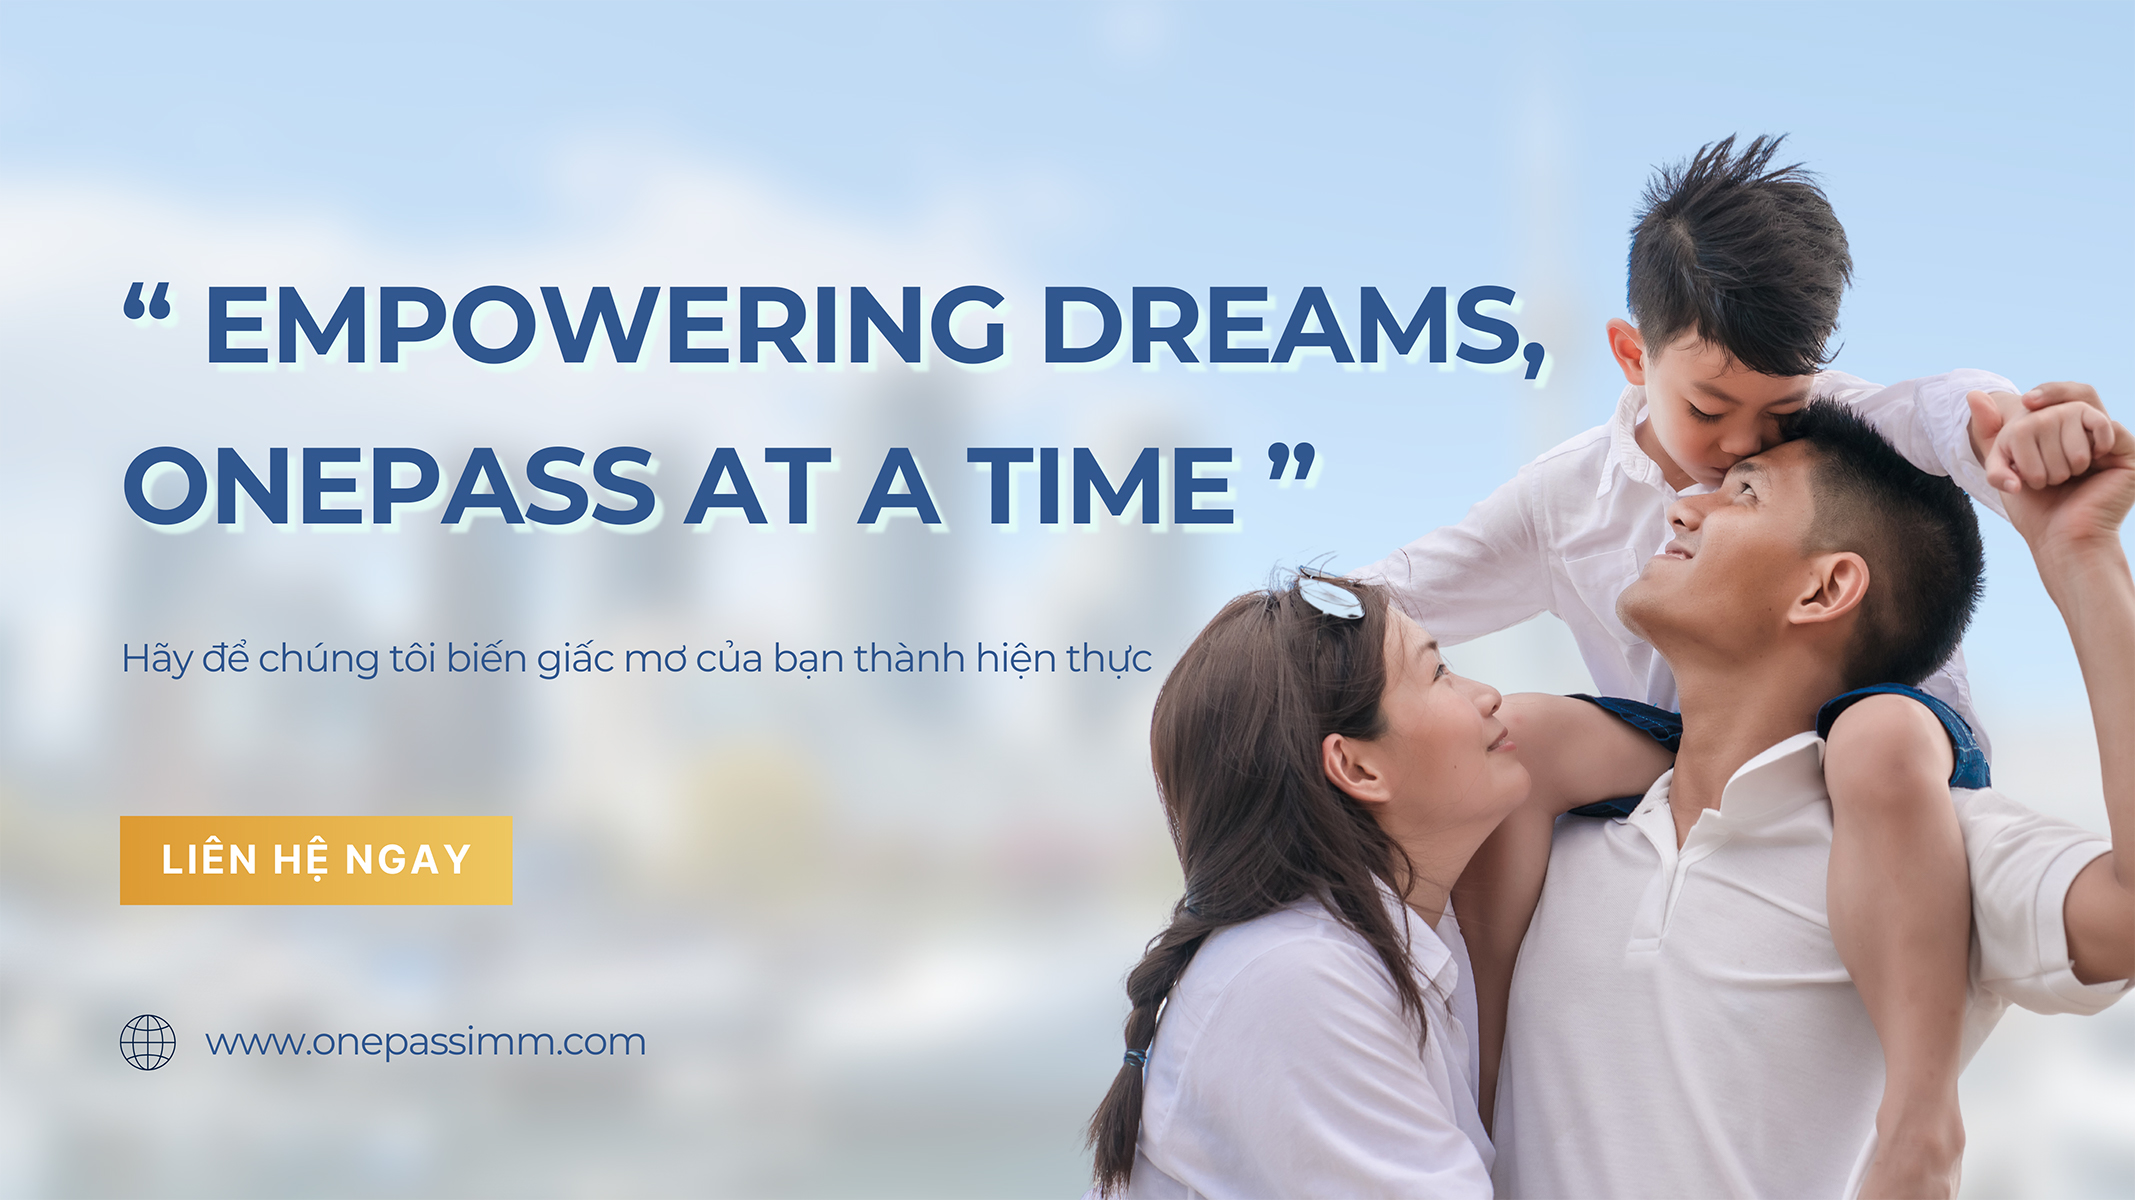 “ EMPOWERING DREAMS,
ONEPASS AT A TIME ”
Hãy để chúng tôi biến giấc mơ của bạn thành hiện thực
LIÊN HỆ NGAY
www.onepassimm.com